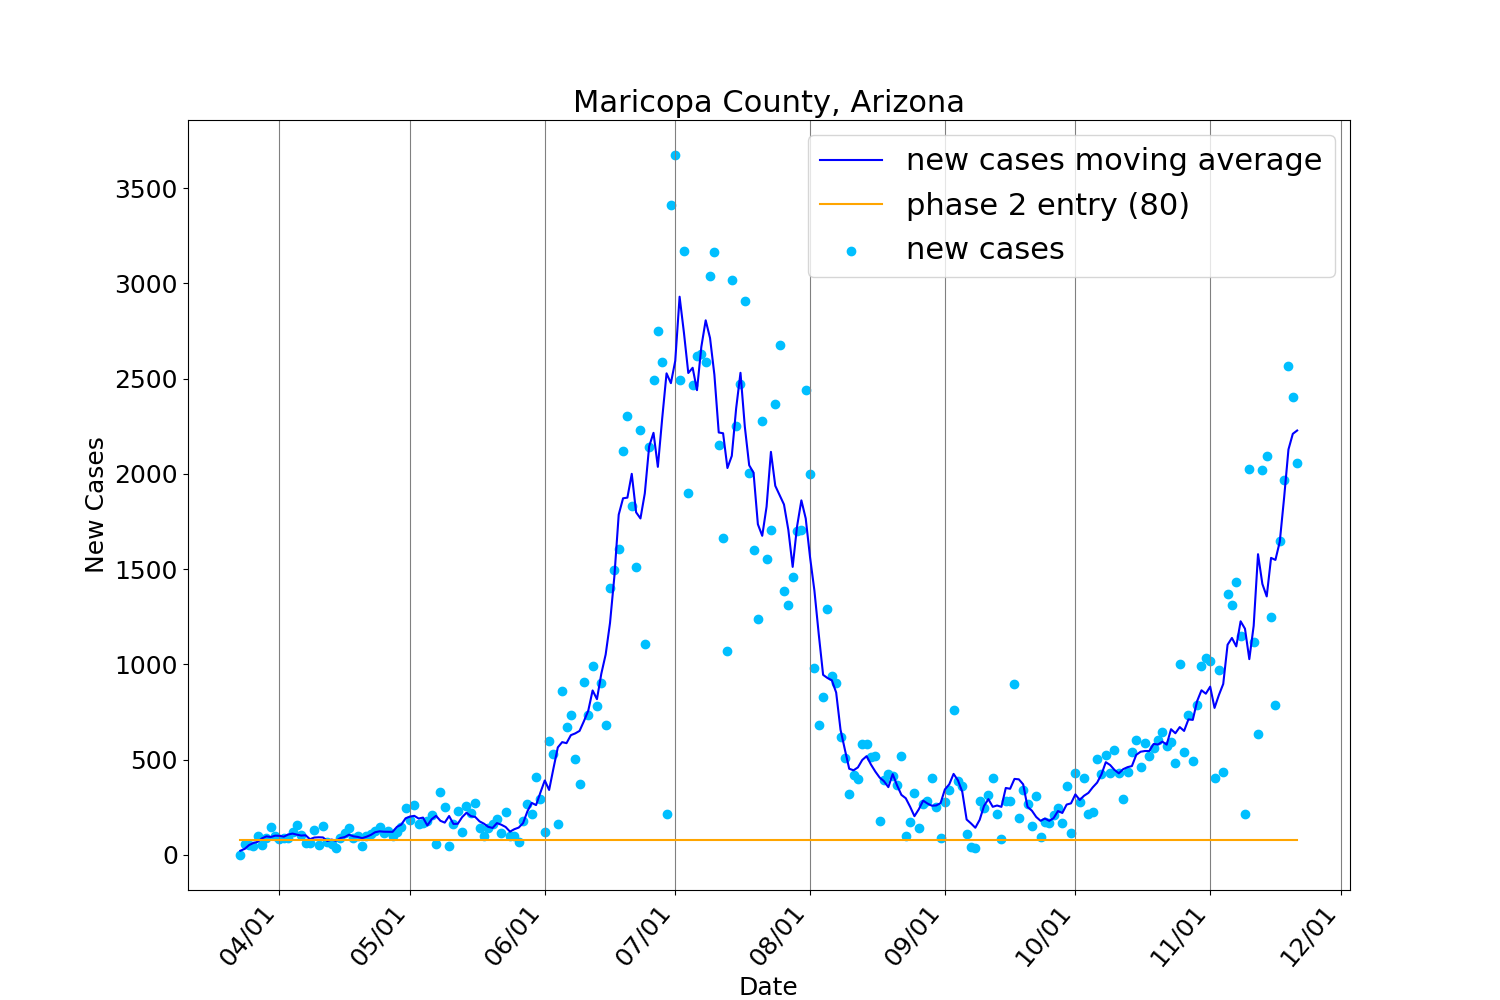 Maricopa County, Arizona
new cases moving average
phase 2 entry (80)
new cases
New Cases
3500
3000
2500
2000
1500
1000
500
0
04/01
05/01
06/01
07/01
08/01
09/01
10/01
11/01
12/01
Date